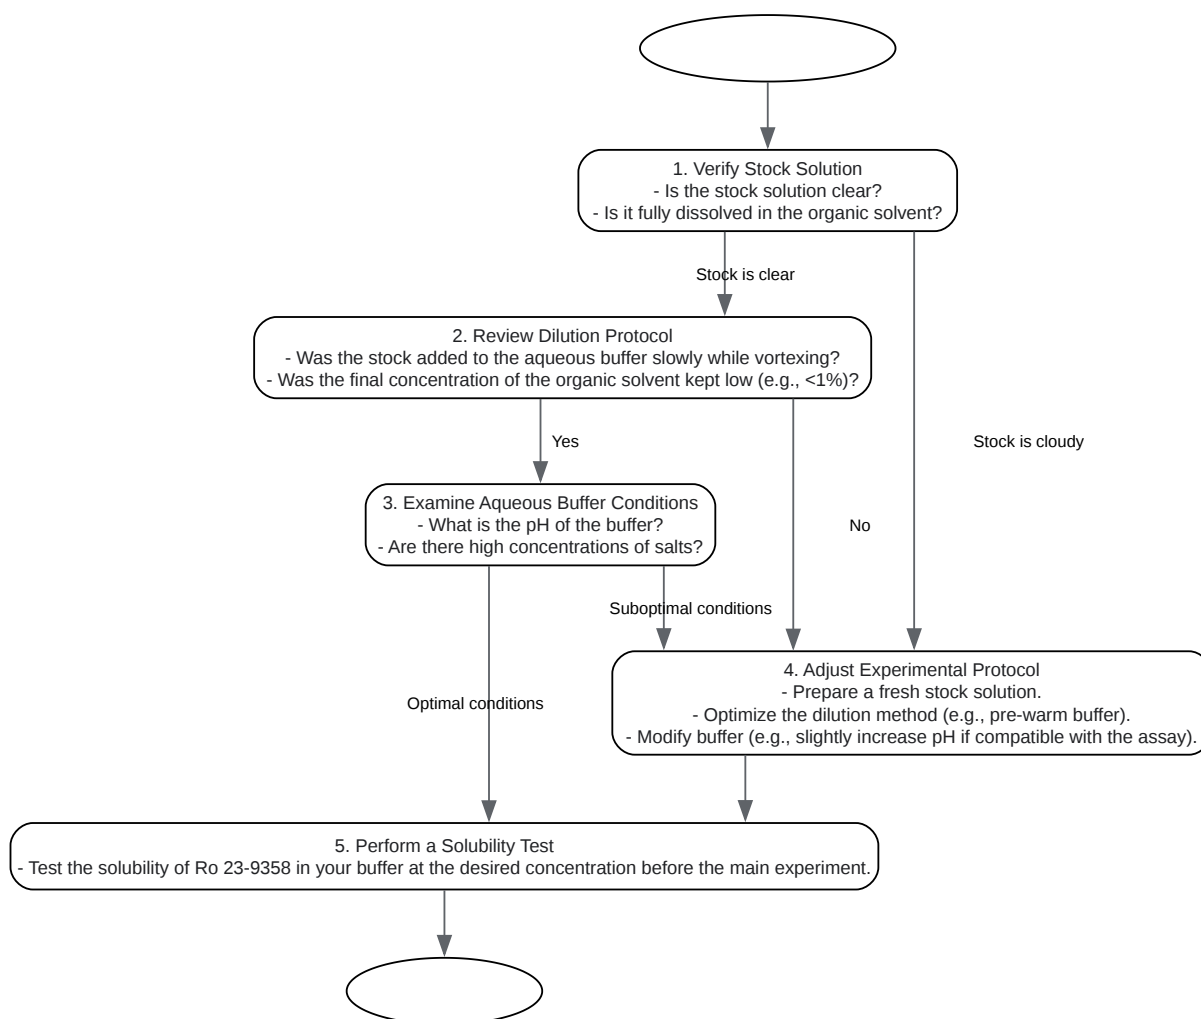 1. Verify Stock Solution
- Is the stock solution clear?
- Is it fully dissolved in the organic solvent?
Stock is clear
2. Review Dilution Protocol
- Was the stock added to the aqueous buffer slowly while vortexing?
- Was the final concentration of the organic solvent kept low (e.g., <1%)?
Yes
Stock is cloudy
3. Examine Aqueous Buffer Conditions
- What is the pH of the buffer?
- Are there high concentrations of salts?
No
Suboptimal conditions
4. Adjust Experimental Protocol
- Prepare a fresh stock solution.
- Optimize the dilution method (e.g., pre-warm buffer).
- Modify buffer (e.g., slightly increase pH if compatible with the assay).
Optimal conditions
5. Perform a Solubility Test
- Test the solubility of Ro 23-9358 in your buffer at the desired concentration before the main experiment.